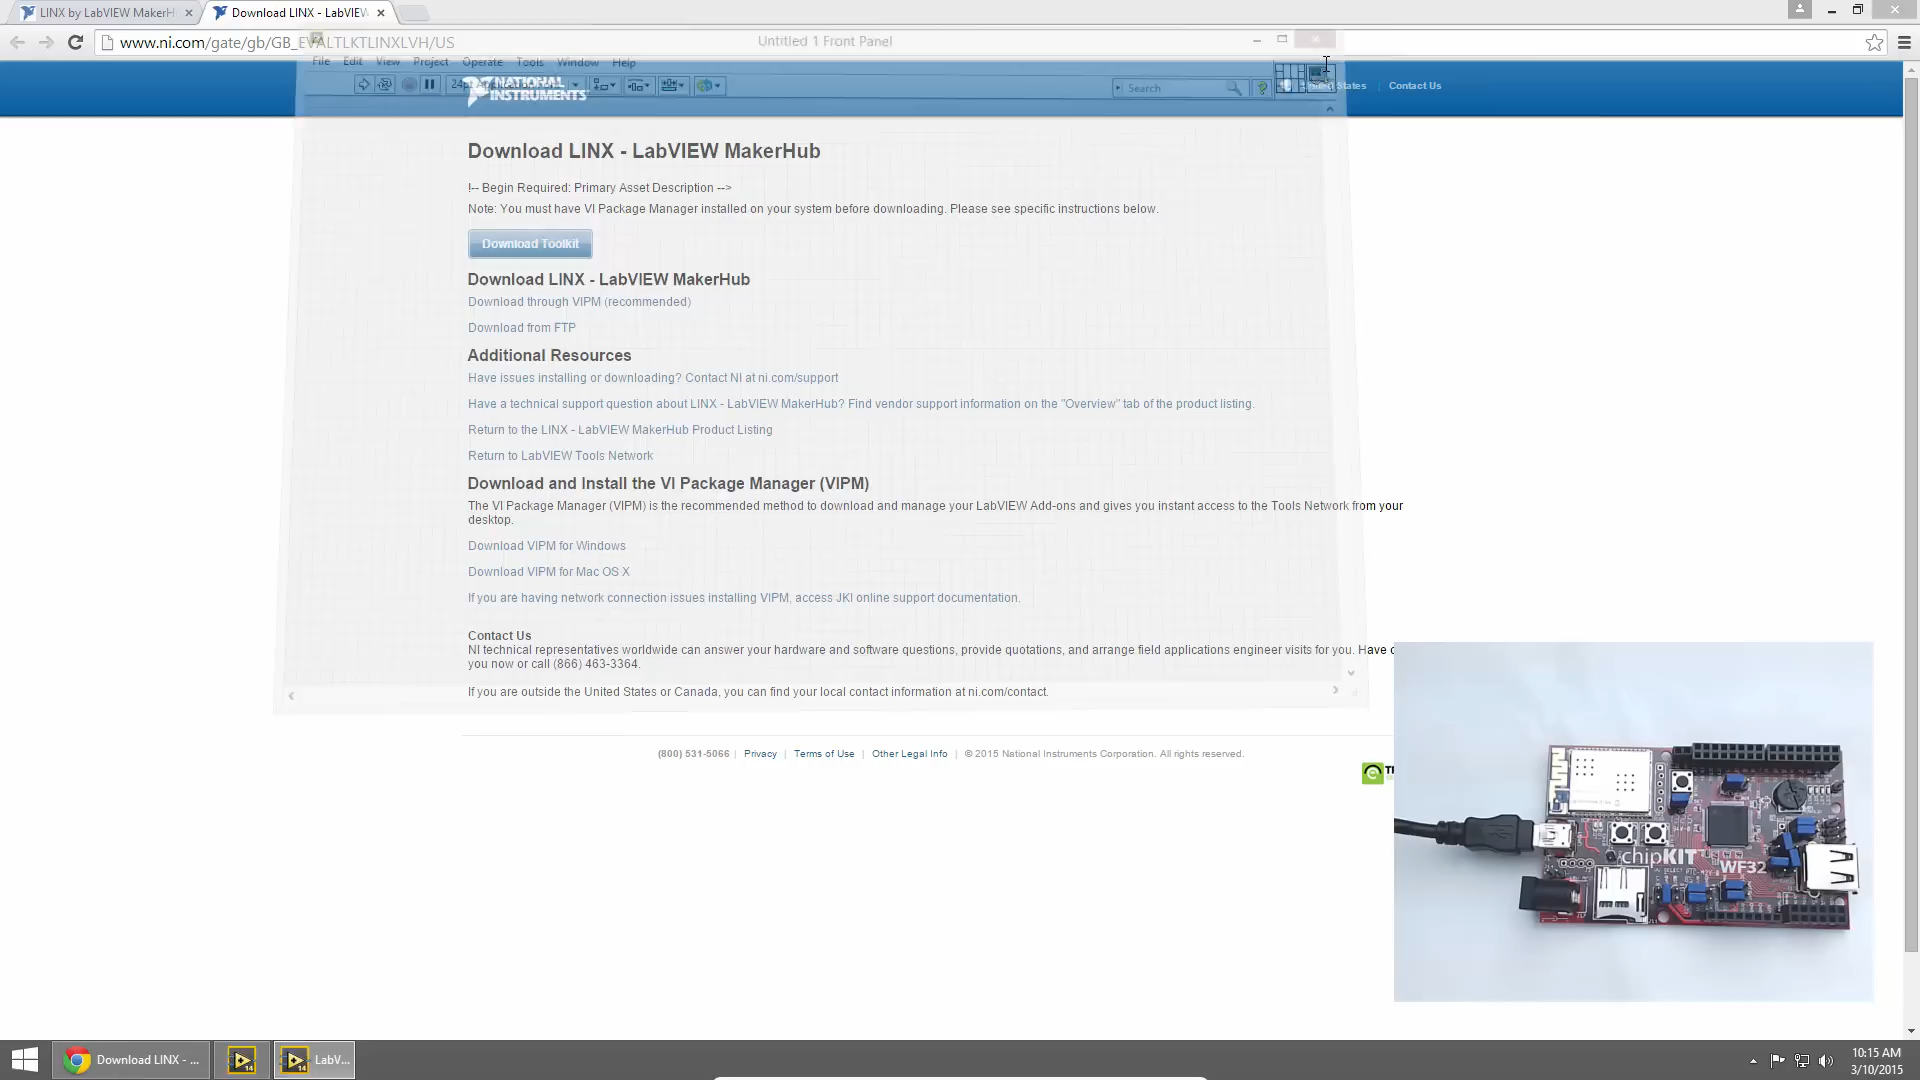 LINX by LabVIEW MakerH
Download LINX - LabVIEW
www.ni.com/gate/gb/GB_EVALTLKTLINXLVH/US
Untitled 1 Front Panel
File Edit View Project Operate Tools Window Help
NATIONAL
INSTRUMENTS
Search
States
Contact Us
Download LINX - LabVIEW MakerHub
!-- Begin Required: Primary Asset Description -->
Note: You must have VI Package Manager installed on your system before downloading. Please see specific instructions below.
Download Toolkit
Download LINX - LabVIEW MakerHub
Download through VIPM (recommended)
Download from FTP
Additional Resources
Have issues installing or downloading? Contact NI at ni.com/support
Have a technical support question about LINX - LabVIEW MakerHub? Find vendor support information on the "Overview" tab of the product listing.
Return to the LINX - LabVIEW MakerHub Product Listing
Return to LabVIEW Tools Network
Download and Install the VI Package Manager (VIPM)
The VI Package Manager (VIPM) is the recommended method to download and manage your LabVIEW Add-ons and gives you instant access to the Tools Network from your
desktop.
Download VIPM for Windows
Download VIPM for Mac OS X
If you are having network connection issues installing VIPM, access JKI online support documentation.
Contact Us
NI technical representatives worldwide can answer your hardware and software questions, provide quotations, and arrange field applications engineer visits for you. Have
you now or call (866) 463-3364.
If you are outside the United States or Canada, you can find your local contact information at ni.com/contact.
(800) 531-5066 | Privacy | Terms of Use | Other Legal Info | © 2015 National Instruments Corporation. All rights reserved.
chipKIT
WF32
Download LINX - ...
14
14
LabV...
10:15 AM
3/10/2015